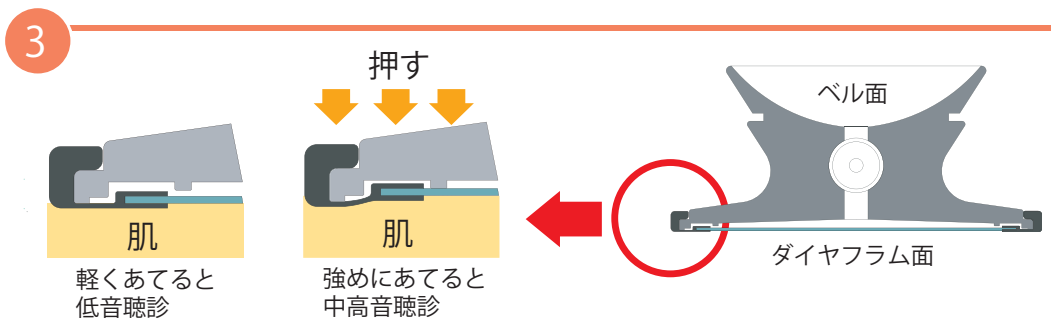 3
押す
肌
軽くあてると
低音聴診
肌
強めにあてると
中高音聴診
ベル面
ダイヤフラム面